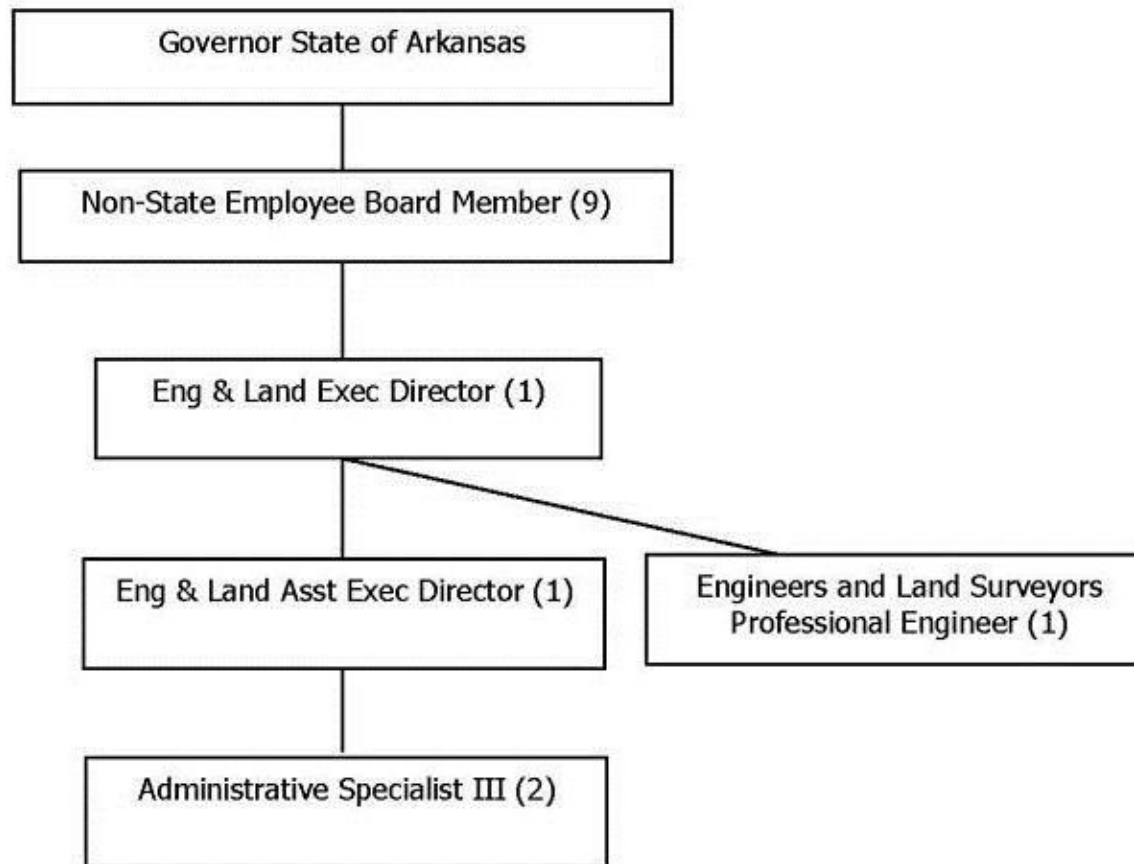 Governor State of Arkansas
Non-State Employee Board Member (9)
Eng & Land Exec Director (1)
Eng & Land Asst Exec Director (1)
Engineers and Land Surveyors
Professional Engineer (1)
Administrative Specialist III (2)